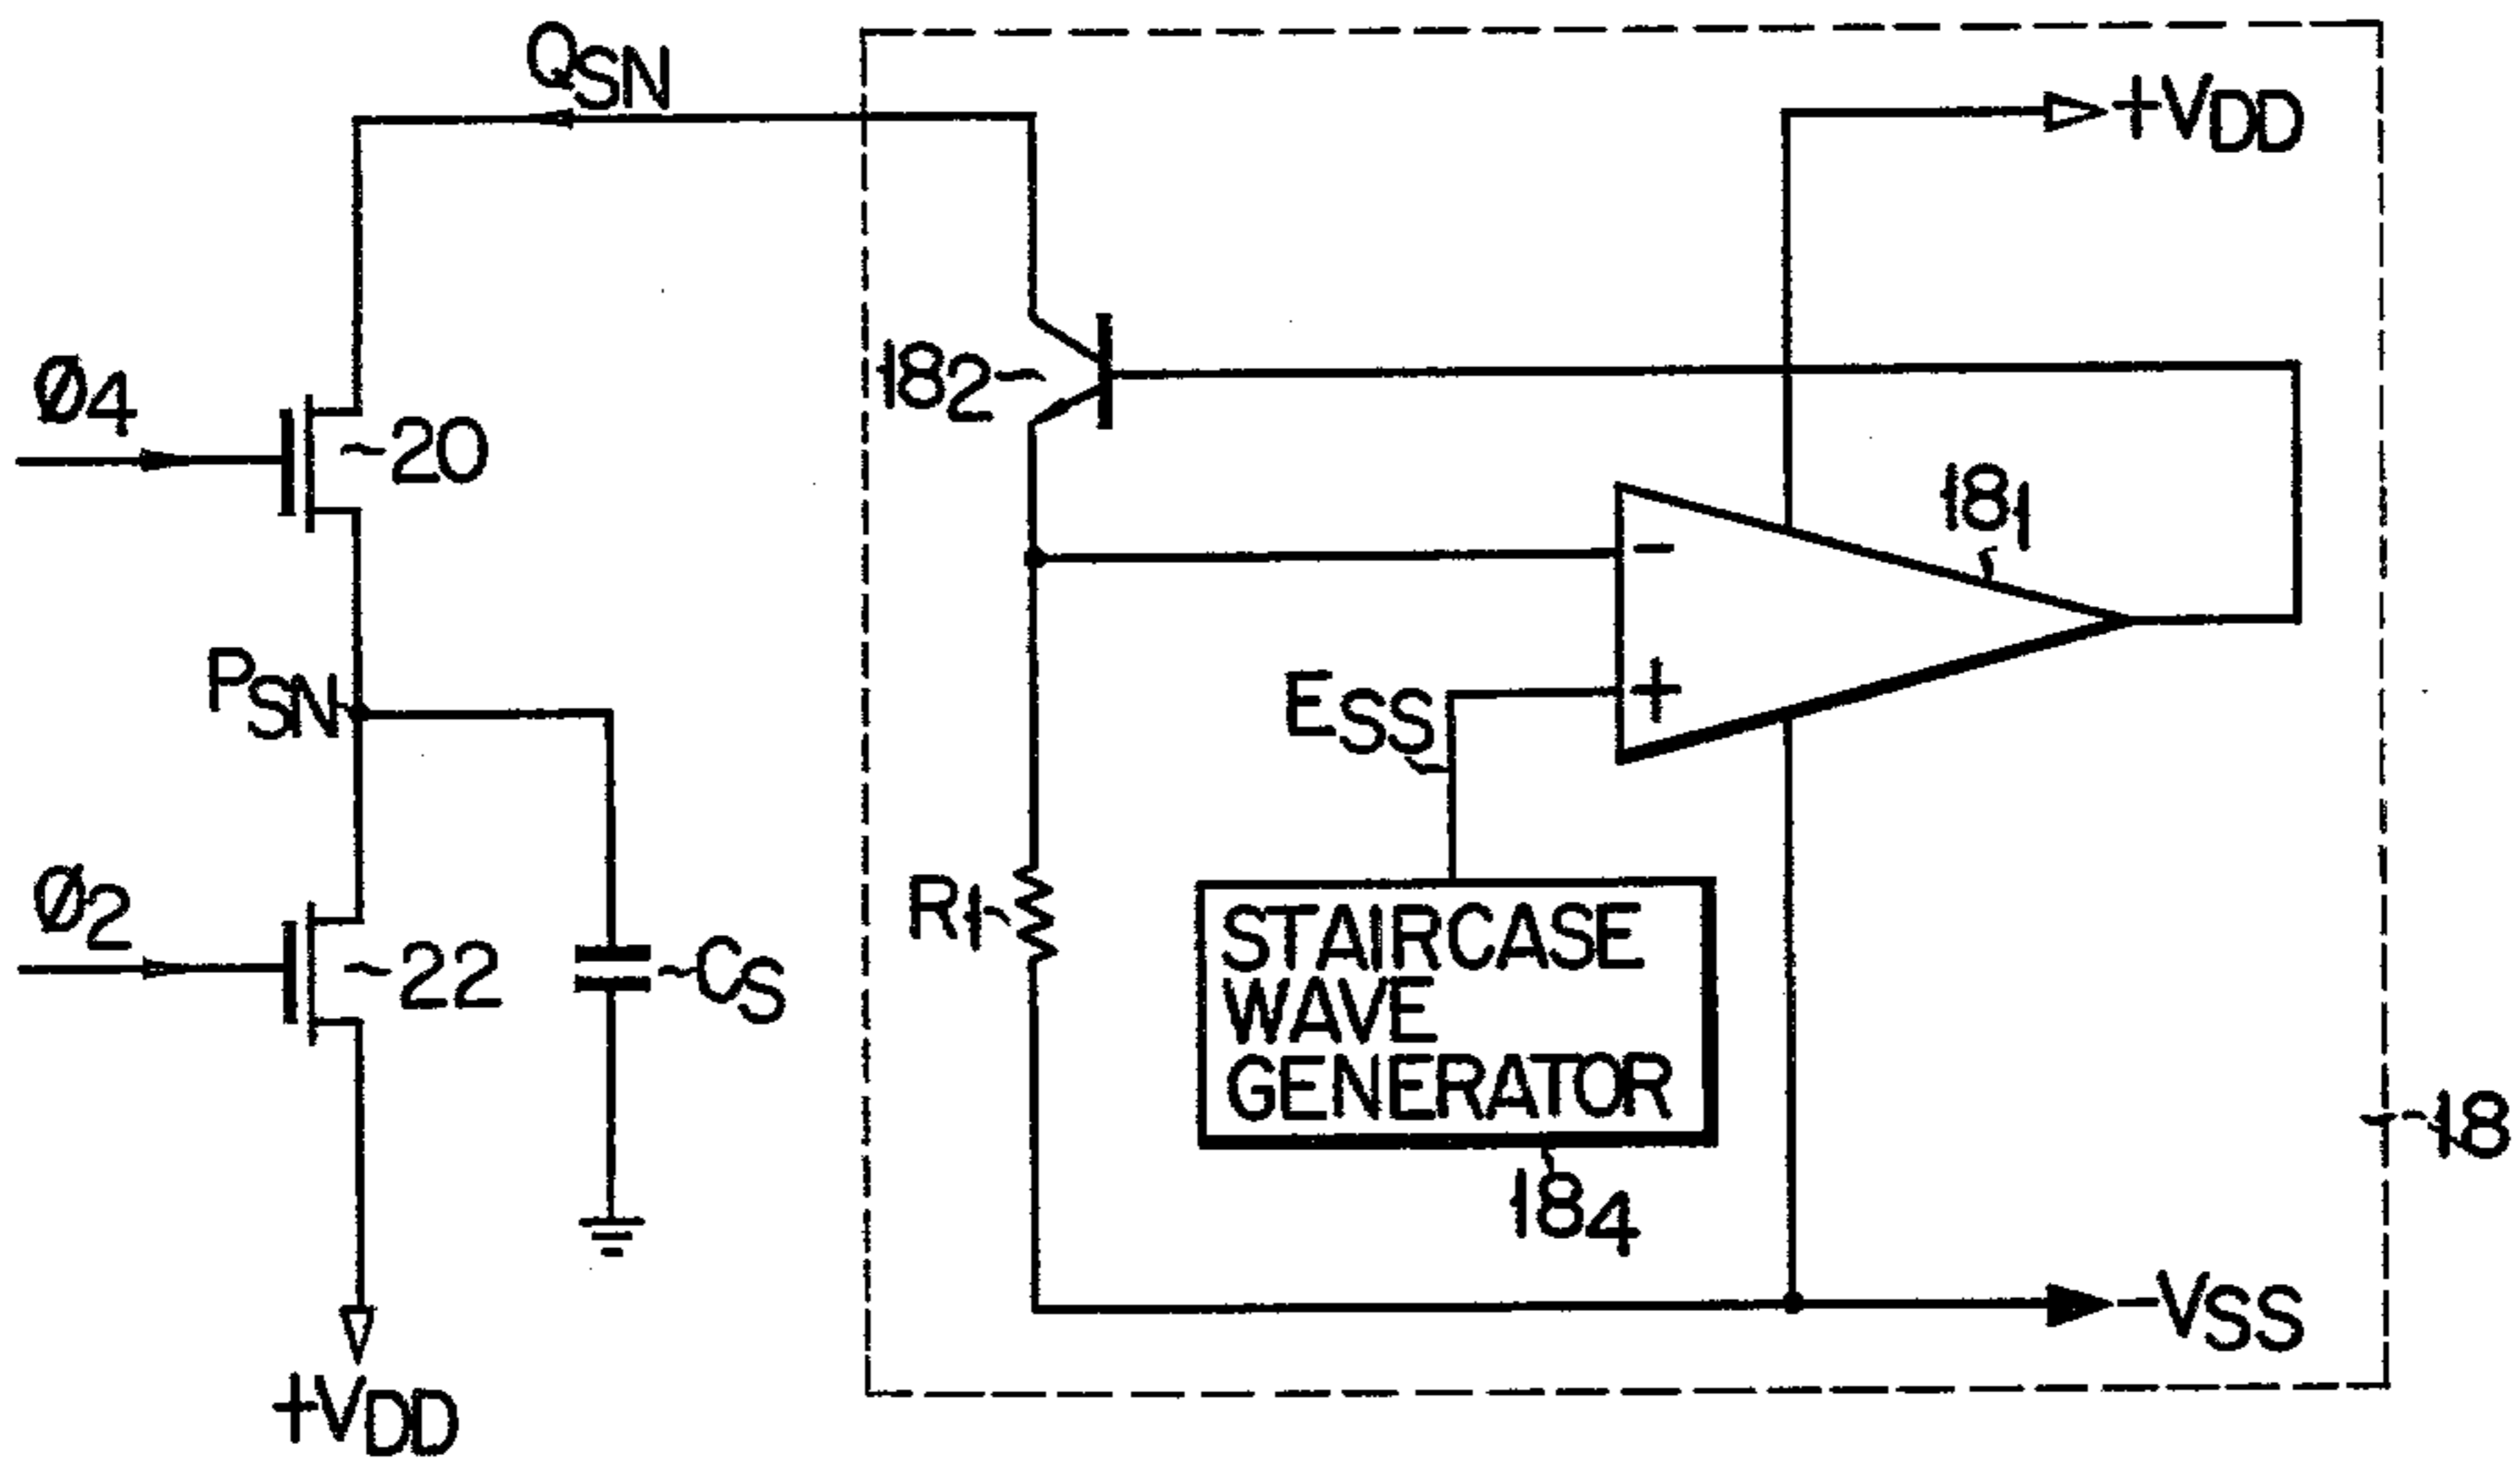 QSN
+VDD
Ø4
~20
182~
181
-
+
PSN
ESS
Ø2
~22
~CS
R1~
STAIRCASE
WAVE
GENERATOR
184
~18
-VSS
+VDD